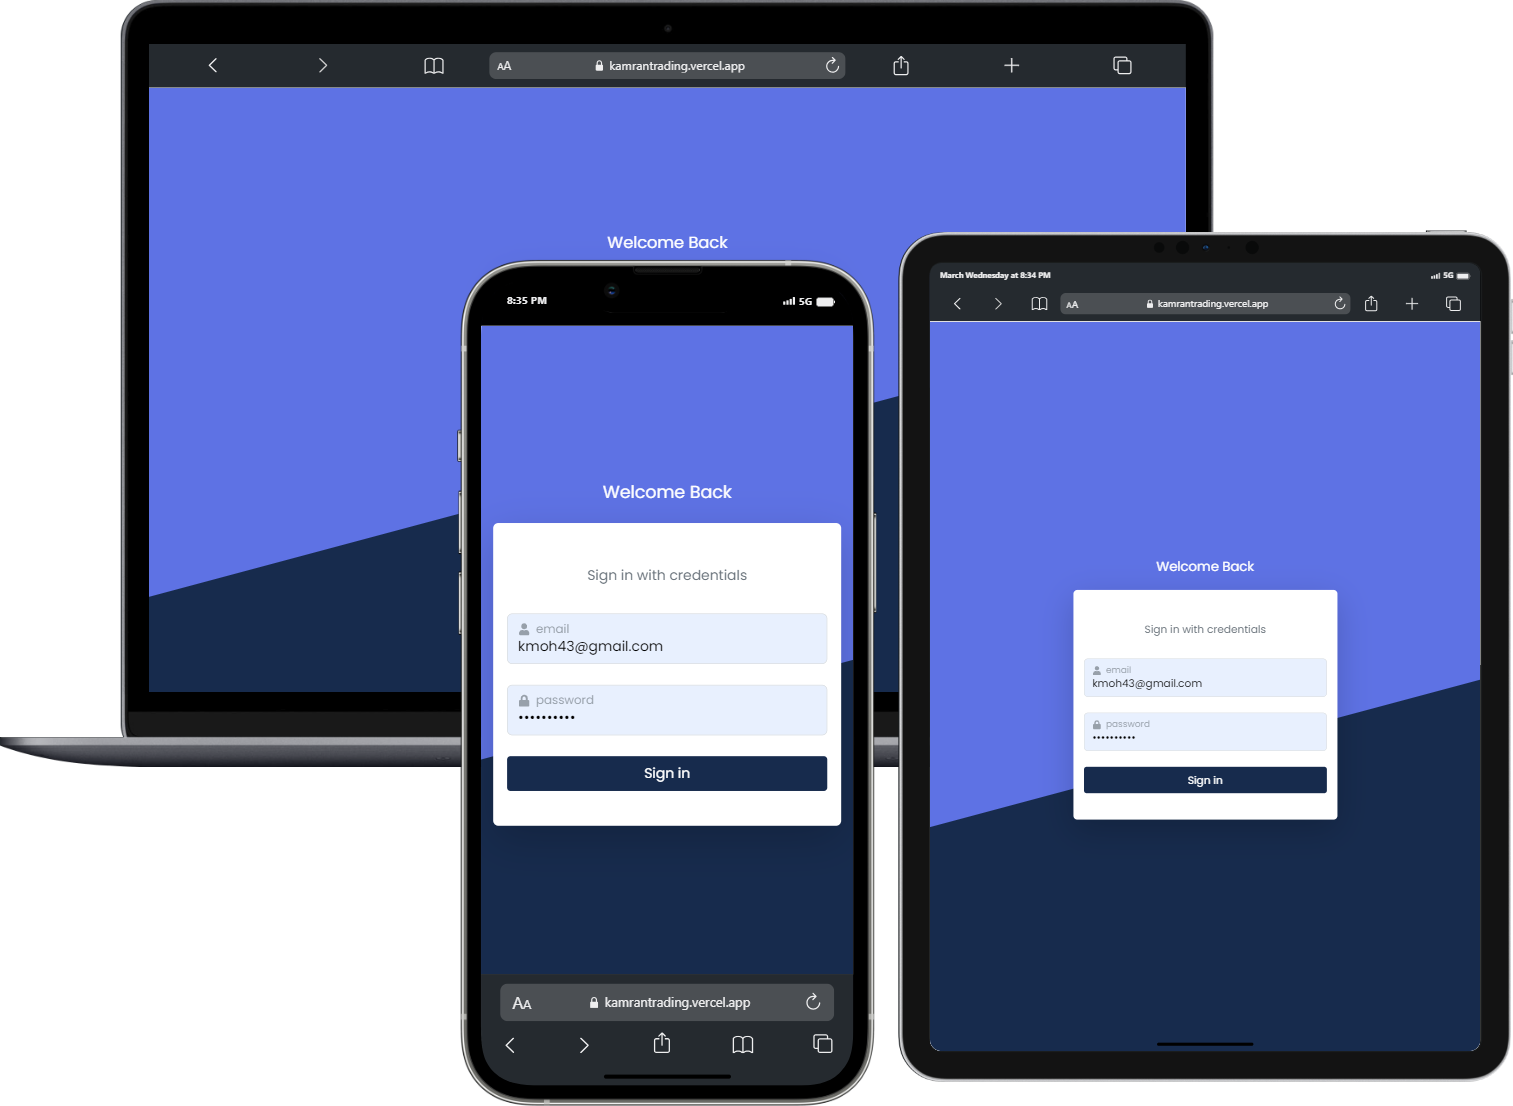 AA kamrantrading.vercel.app
Welcome Back
8:35 PM 5G
Welcome Back
Sign in with credentials
email
kmoh43@gmail.com
password
••••••••••
Sign in
AA kamrantrading.vercel.app
March Wednesday at 8:34 PM 5G
AA kamrantrading.vercel.app
Welcome Back
Sign in with credentials
email
kmoh43@gmail.com
password
••••••••••
Sign in